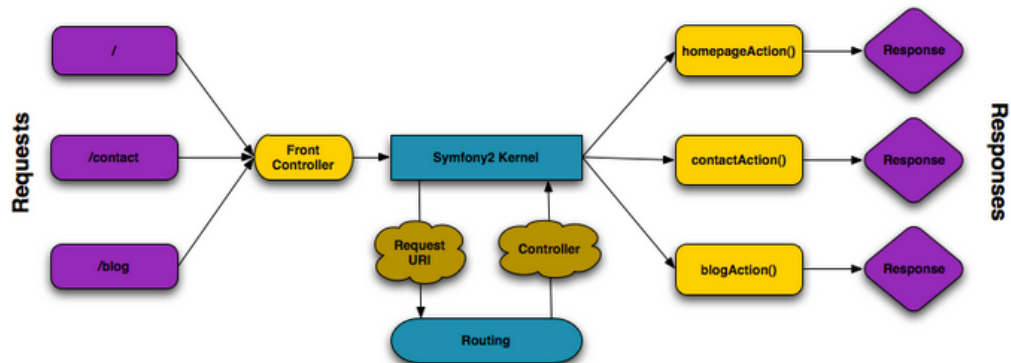 Requests
/
/contact
/blog
Front
Controller
Symfony2 Kernel
Request
URI
Controller
Routing
homepageAction()
contactAction()
blogAction()
Response
Response
Response
Responses